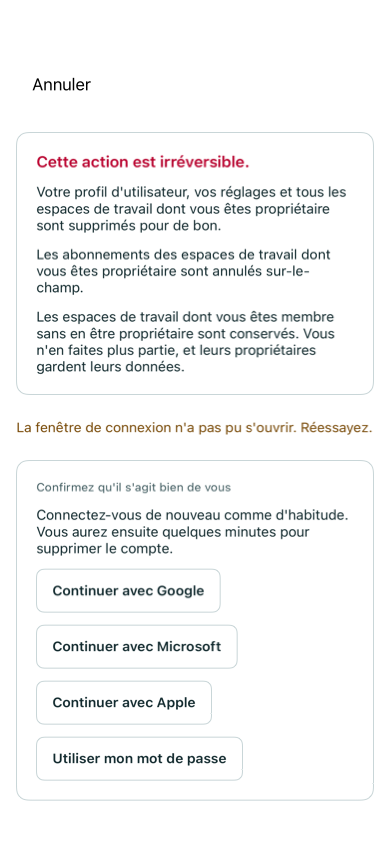 Annuler
Cette action est irréversible.
Votre profil d'utilisateur, vos réglages et tous les
espaces de travail dont vous êtes propriétaire
sont supprimés pour de bon.
Les abonnements des espaces de travail dont
vous êtes propriétaire sont annulés sur-le-
champ.
Les espaces de travail dont vous êtes membre
sans en être propriétaire sont conservés. Vous
n'en faites plus partie, et leurs propriétaires
gardent leurs données.
La fenêtre de connexion n'a pas pu s'ouvrir. Réessayez.
Confirmez qu'il s'agit bien de vous
Connectez-vous de nouveau comme d'habitude.
Vous aurez ensuite quelques minutes pour
supprimer le compte.
Continuer avec Google
Continuer avec Microsoft
Continuer avec Apple
Utiliser mon mot de passe